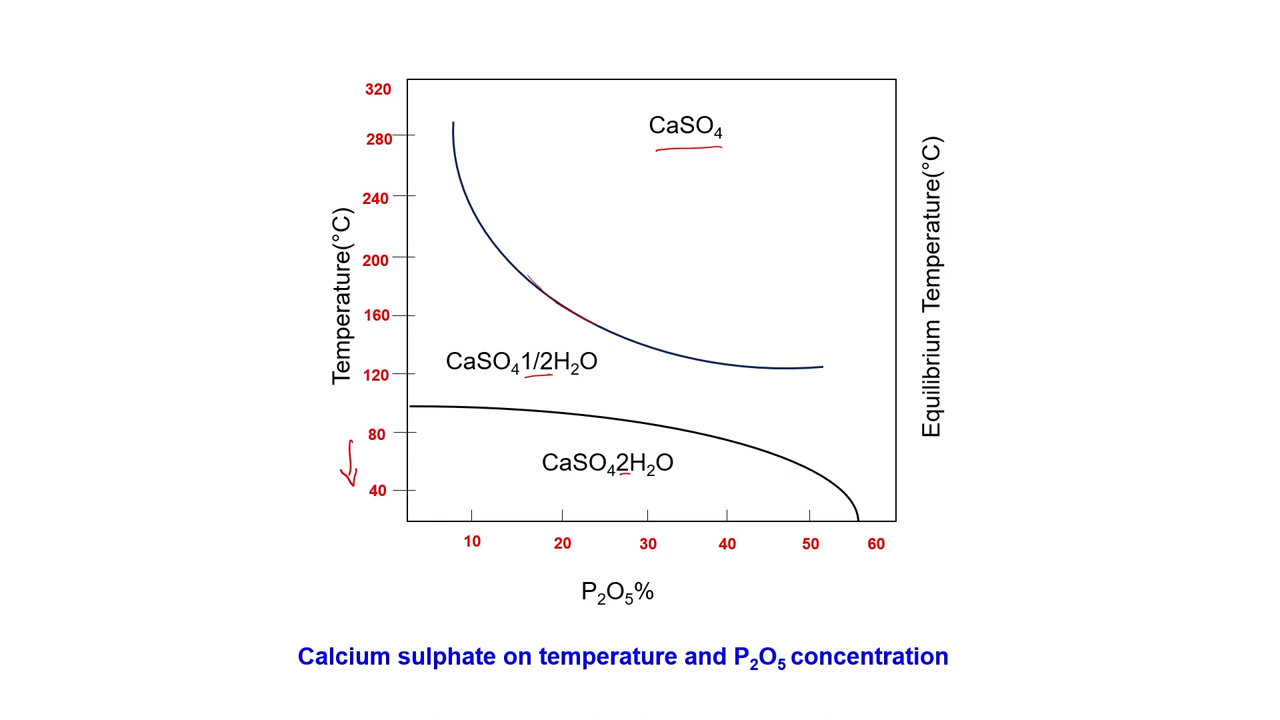 320
CaSO₄
280
240
200
160
CaSO₄1/2H₂O
120
80
CaSO₄2H₂O
40
Temperature(°C)
Equilibrium Temperature(°C)
10 20 30 40 50 60
P₂O₅%
Calcium sulphate on temperature and P₂O₅ concentration